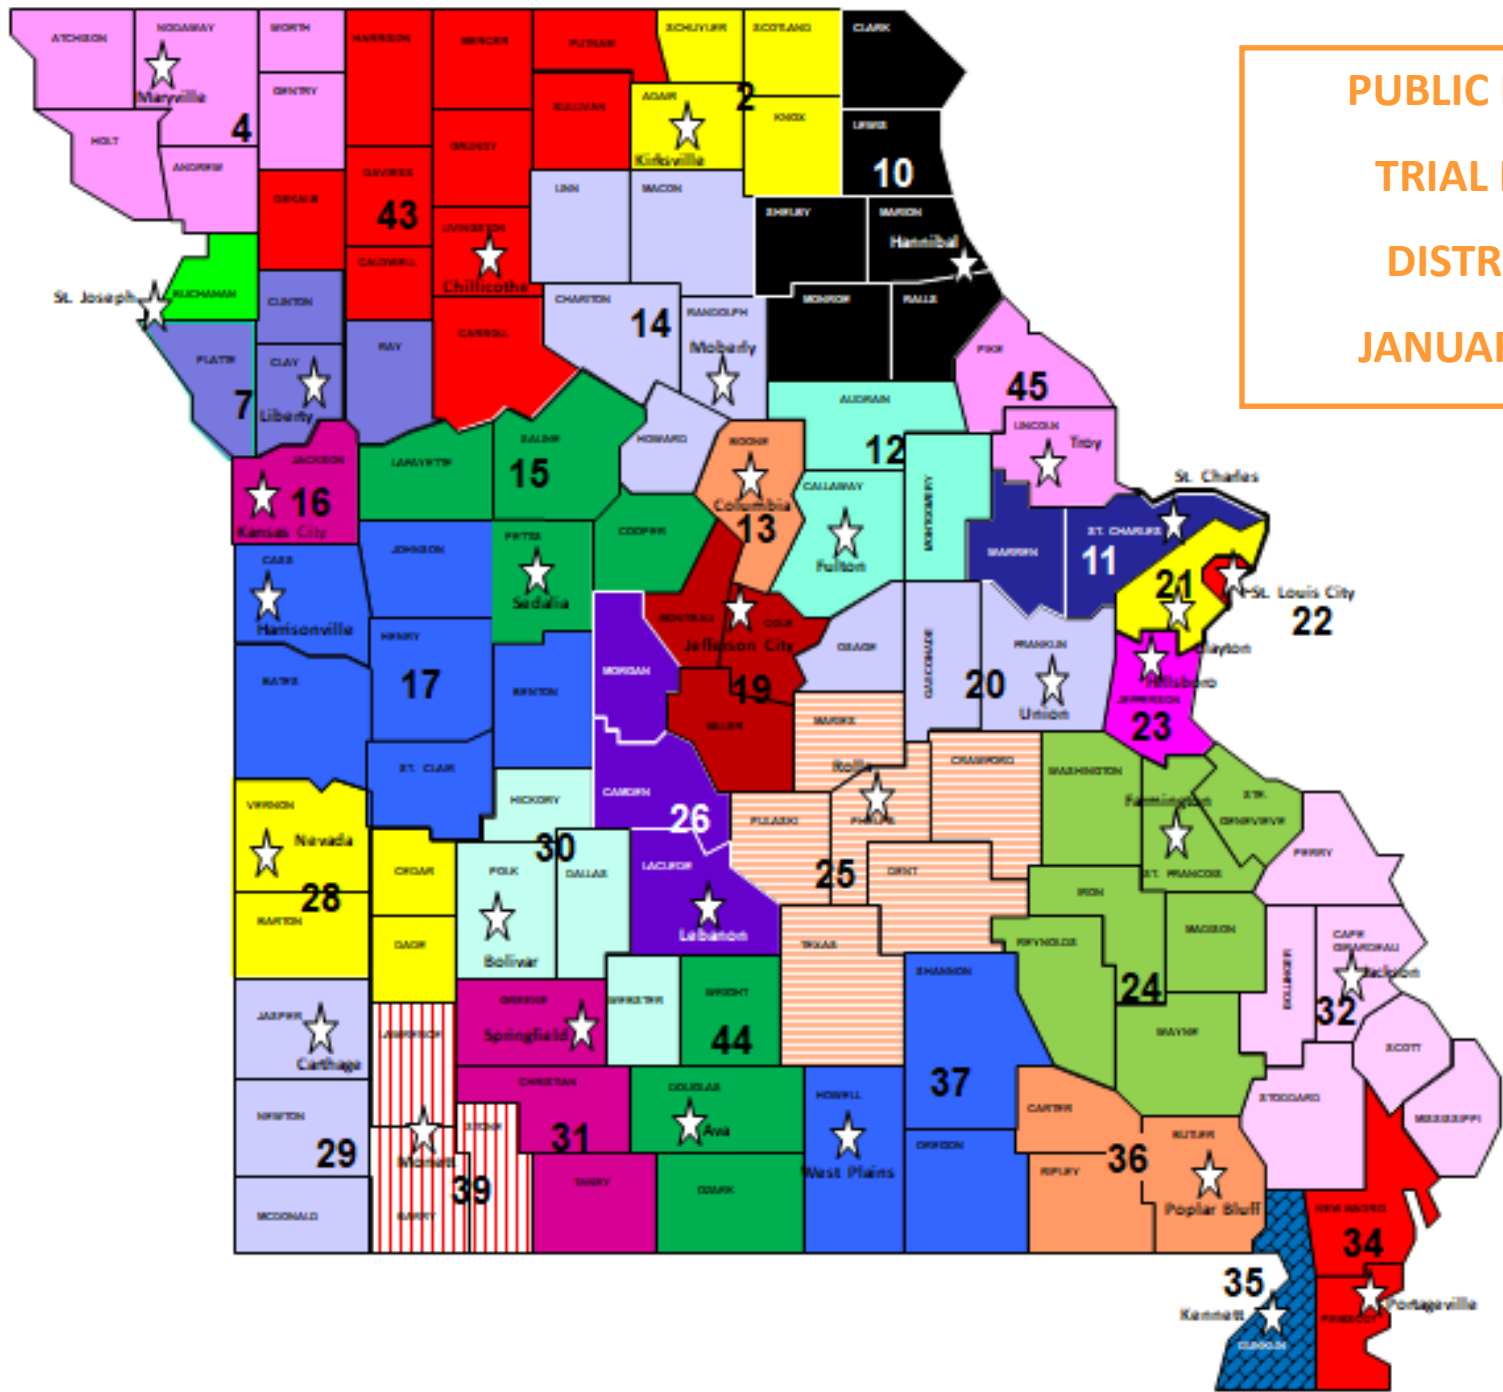 PUBLIC
TRIAL
DISTR
JANUAR
ATCHISON
NODAWAY
WORTH
HARRISON
MERCER
PUTNAM
SCHUYLER
SCOTLAND
CLARK
Maryville
GENTRY
SULLIVAN
ADAIR
2
KNOX
LEWIS
4
HOLT
ANDREW
GRUNDY
Kirksville
10
DEKALB
DAVIESS
43
LINN
MACON
SHELBY
MARION
LIVINGSTON
Hannibal
CALDWELL
Chillicothe
St. Joseph
BUCHANAN
CLINTON
CHARITON
14
RANDOLPH
MONROE
RALLS
CARROLL
Moberly
PLATTE
CLAY
RAY
PIKE
7
Liberty
45
AUDRAIN
JACKSON
LAFAYETTE
SALINE
HOWARD
BOONE
12
LINCOLN
Troy
16
15
CALLAWAY
St. Charles
Kansas City
Columbia
13
MONTGOMERY
COOPER
PETTIS
JOHNSON
WARREN
ST. CHARLES
11
CASS
Fulton
21
Sedalia
St. Louis City
22
Harrisonville
HENRY
MONITEAU
COLE
Jefferson City
OSAGE
GASCONADE
FRANKLIN
Clayton
BATES
17
BENTON
MORGAN
19
20
Union
Hillsboro
JEFFERSON
23
MILLER
MARIES
ST. CLAIR
Rolla
CRAWFORD
WASHINGTON
VERNON
HICKORY
CAMDEN
26
PULASKI
PHELPS
Farmington
STE.
GENEVIEVE
Nevada
30
PERRY
CEDAR
POLK
DALLAS
LACLEDE
25
DENT
ST. FRANCOIS
28
IRON
BARTON
DADE
Lebanon
TEXAS
REYNOLDS
MADISON
CAPE
GIRARDEAU
Bolivar
BOLLINGER
Jackson
SHANNON
24
32
JASPER
GREENE
WEBSTER
WRIGHT
LAWRENCE
Springfield
44
WAYNE
SCOTT
Carthage
CHRISTIAN
DOUGLAS
HOWELL
37
CARTER
STODDARD
NEWTON
STONE
Ava
MISSISSIPPI
31
OREGON
BUTLER
29
Monett
West Plains
36
RIPLEY
39
TANEY
OZARK
MCDONALD
BARRY
Poplar Bluff
NEW MADRID
34
35
Kennett
Portageville
PEMISCOT
DUNKLIN